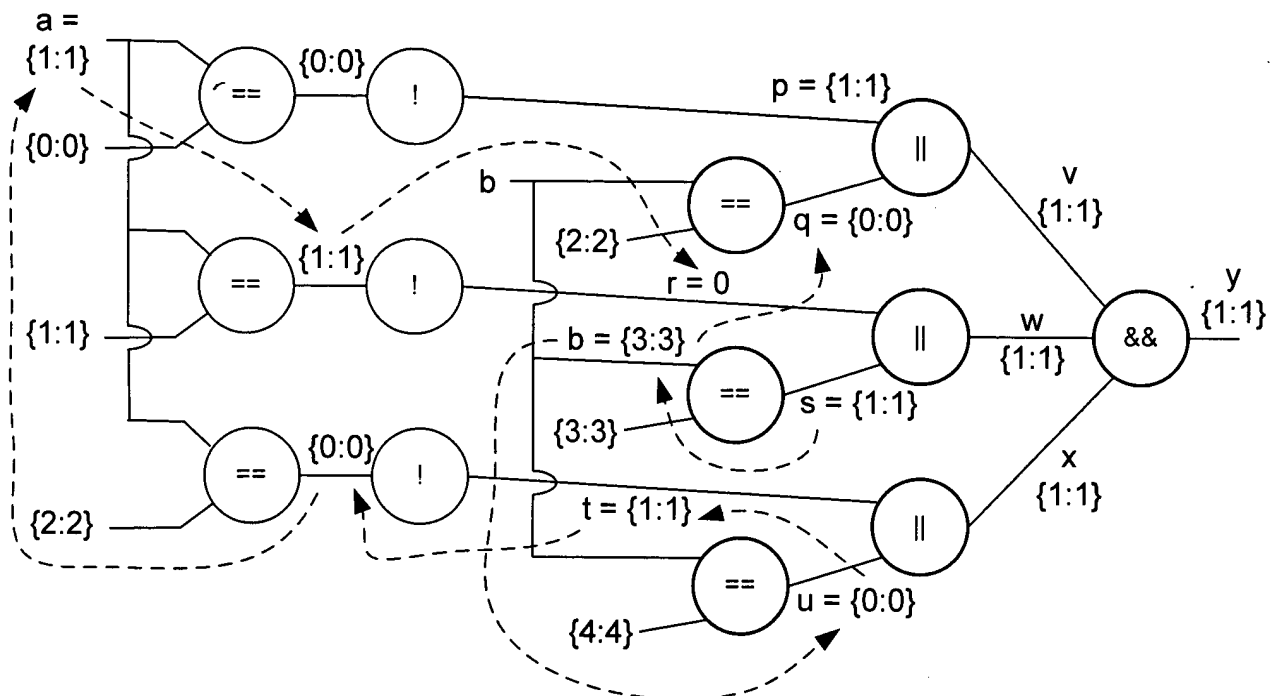 a =
{1:1}
{0:0}
==
{0:0}
!
p = {1:1}
||
b
==
{2:2}
q = {0:0}
v
{1:1}
{1:1}
==
{1:1}
!
r = 0
b = {3:3}
==
{3:3}
s = {1:1}
||
w
{1:1}
&&
y
{1:1}
{2:2}
==
{0:0}
!
t = {1:1}
==
{4:4}
u = {0:0}
||
x
{1:1}